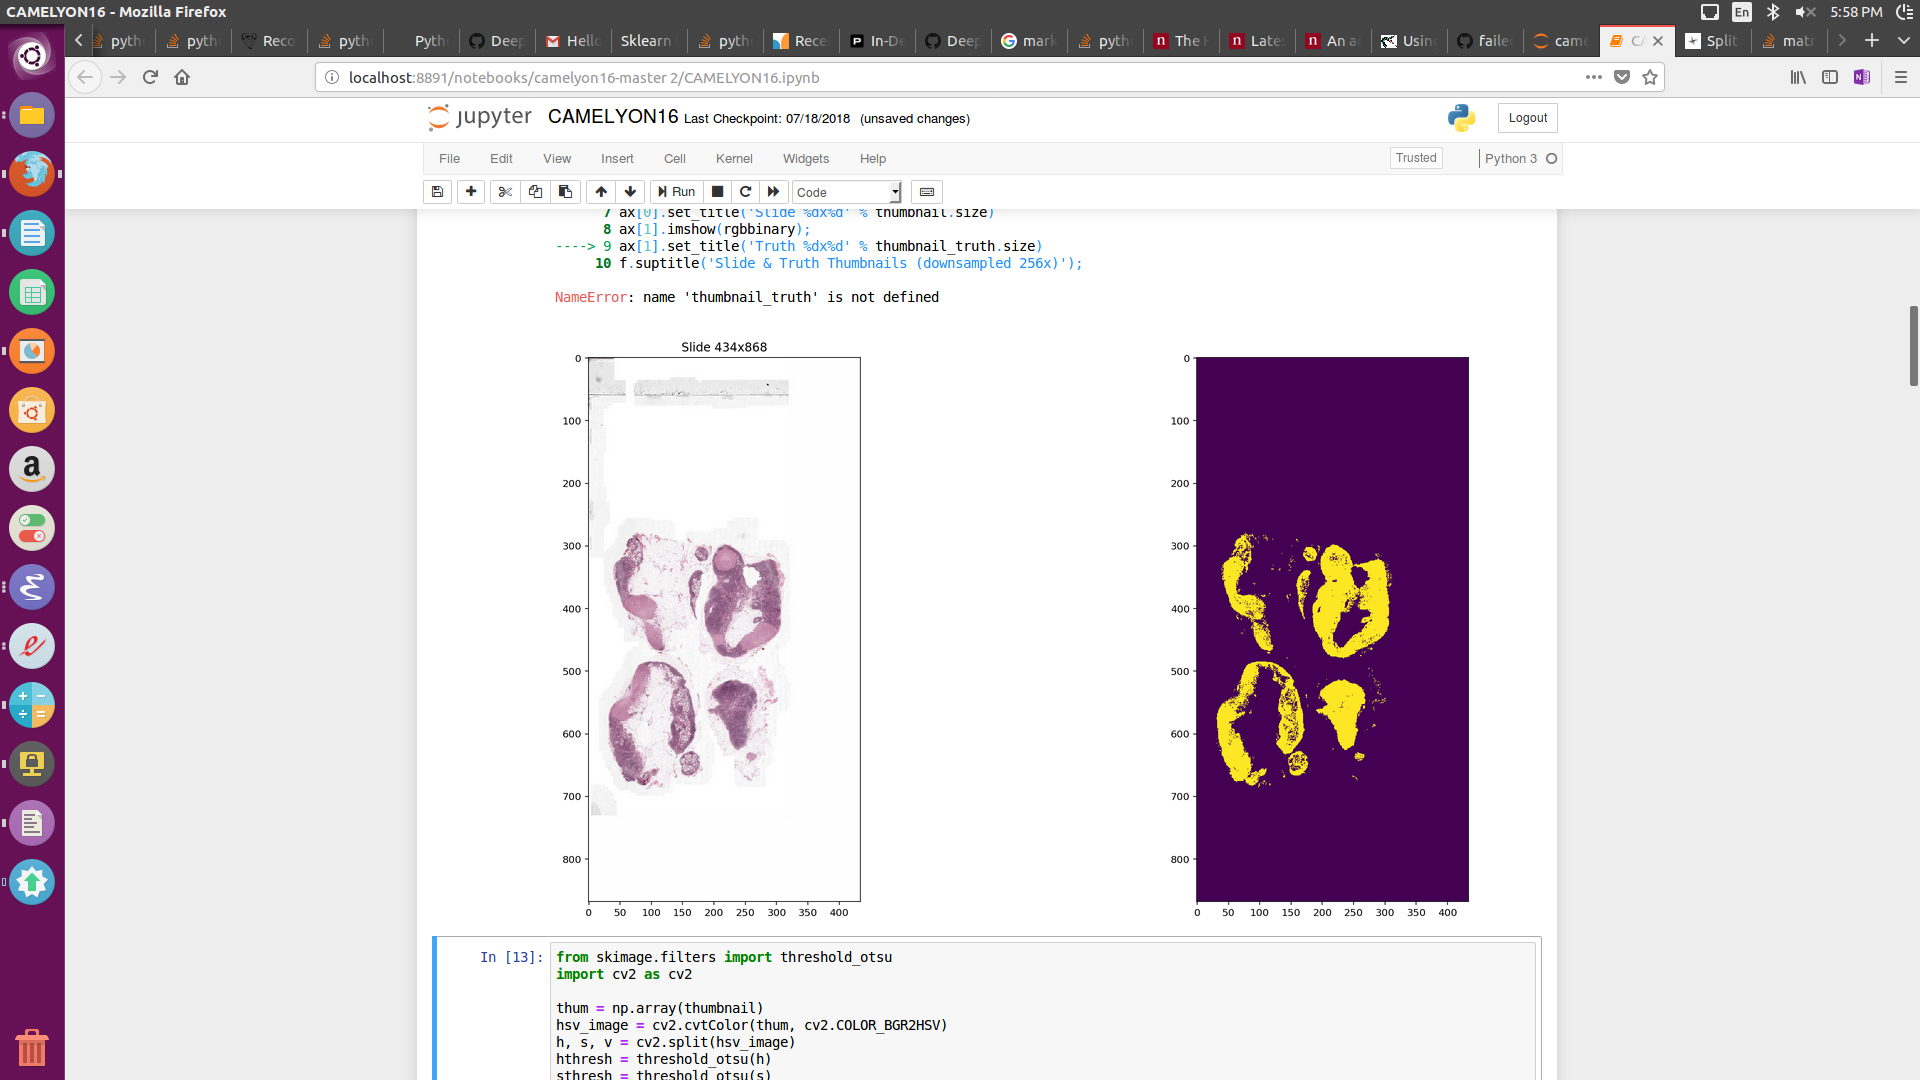 CAMELYON16 - Mozilla Firefox
En
5:58 PM
pyth
pyth
Reco
pyth
Pyth
Deep
Hello
Sklearn
pyth
Rece
In-De
Deep
mark
pyth
The
Late
An a
Using
faile
came
CA
Split
matr
localhost:8891/notebooks/camelyon16-master 2/CAMELYON16.ipynb
jupyter CAMELYON16 Last Checkpoint: 07/18/2018 (unsaved changes)
Logout
File Edit View Insert Cell Kernel Widgets Help
Trusted
Python 3
Run
Code
7 ax[0].set_title('Slide %dx%d' % thumbnail.size)
8 ax[1].imshow(rgbbinary);
----> 9 ax[1].set_title('Truth %dx%d' % thumbnail_truth.size)
10 f.suptitle('Slide & Truth Thumbnails (downsampled 256x)');
NameError: name 'thumbnail_truth' is not defined
Slide 434x868
0
100
200
300
400
500
600
700
800
0 50 100 150 200 250 300 350 400
0
100
200
300
400
500
600
700
800
0 50 100 150 200 250 300 350 400
In [13]:
from skimage.filters import threshold_otsu
import cv2 as cv2
thum = np.array(thumbnail)
hsv_image = cv2.cvtColor(thum, cv2.COLOR_BGR2HSV)
h, s, v = cv2.split(hsv_image)
hthresh = threshold_otsu(h)
sthresh = threshold_otsu(s)